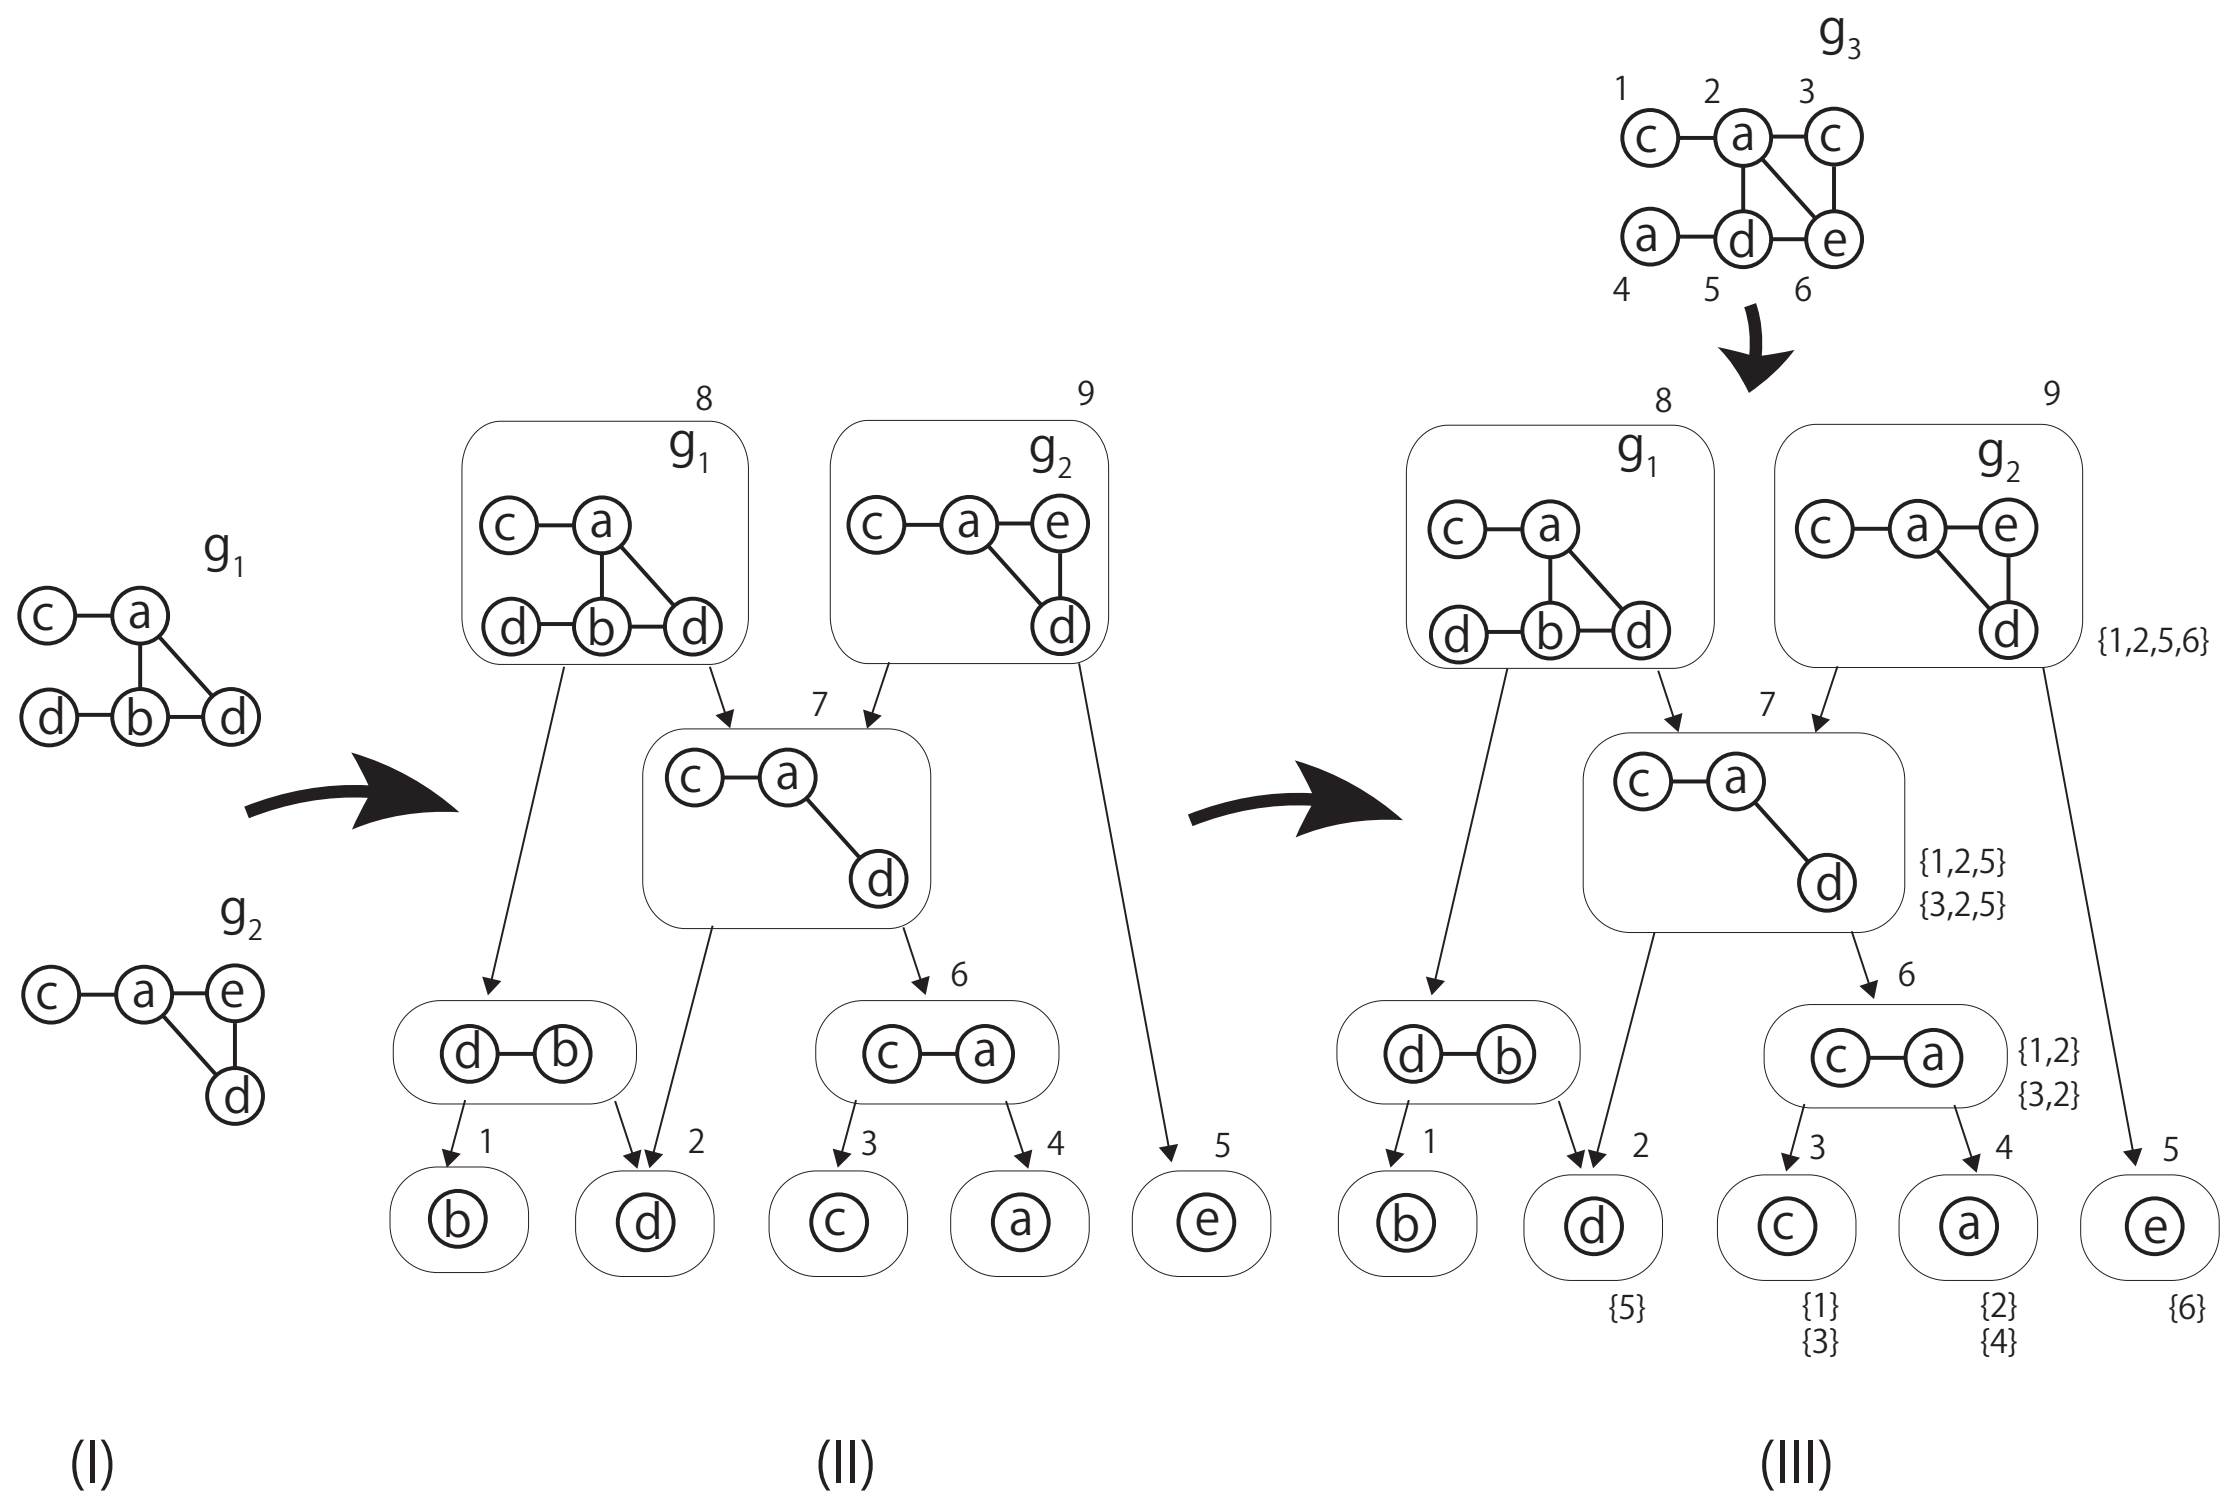 g3
1 2 3
c a c
a d e
4 5 6
g1
c a
d b d
g2
c a e
d
(I)
8
g1
c a
d b d
9
g2
c a e
d
7
c a
d
d b
6
c a
1
b
2
d
3
c
4
a
5
e
(II)
8
g1
c a
d b d
9
g2
c a e
d
{1,2,5,6}
7
c a
d
{1,2,5}
{3,2,5}
d b
6
c a
{1,2}
{3,2}
1
b
2
d
{5}
3
c
{1}
{3}
4
a
{2}
{4}
5
e
{6}
(III)